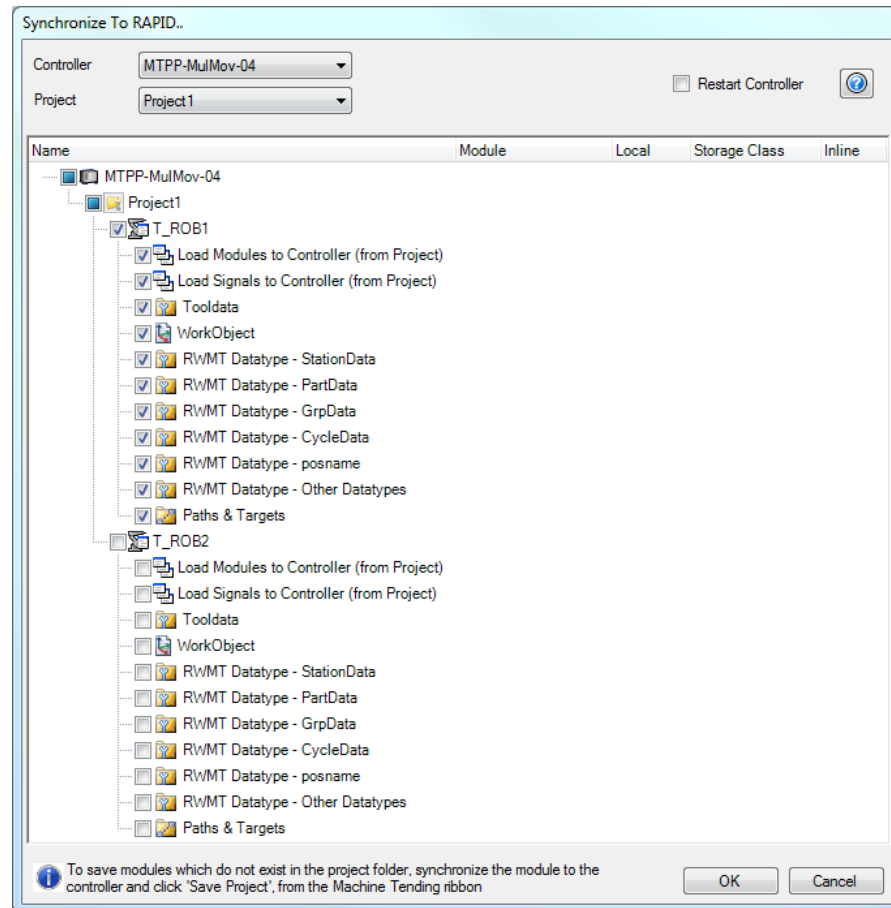 Synchronize To RAPID..
Controller MTPP-MulMov-04
Restart Controller
Project Project1
Name Module Local Storage Class Inline
MTPP-MulMov-04
Project1
T_ROB1
Load Modules to Controller (from Project)
Load Signals to Controller (from Project)
Tooldata
WorkObject
RWMT Datatype - StationData
RWMT Datatype - PartData
RWMT Datatype - GrpData
RWMT Datatype - CycleData
RWMT Datatype - posname
RWMT Datatype - Other Datatypes
Paths & Targets
T_ROB2
Load Modules to Controller (from Project)
Load Signals to Controller (from Project)
Tooldata
WorkObject
RWMT Datatype - StationData
RWMT Datatype - PartData
RWMT Datatype - GrpData
RWMT Datatype - CycleData
RWMT Datatype - posname
RWMT Datatype - Other Datatypes
Paths & Targets
To save modules which do not exist in the project folder, synchronize the module to the
controller and click 'Save Project', from the Machine Tending ribbon
OK Cancel